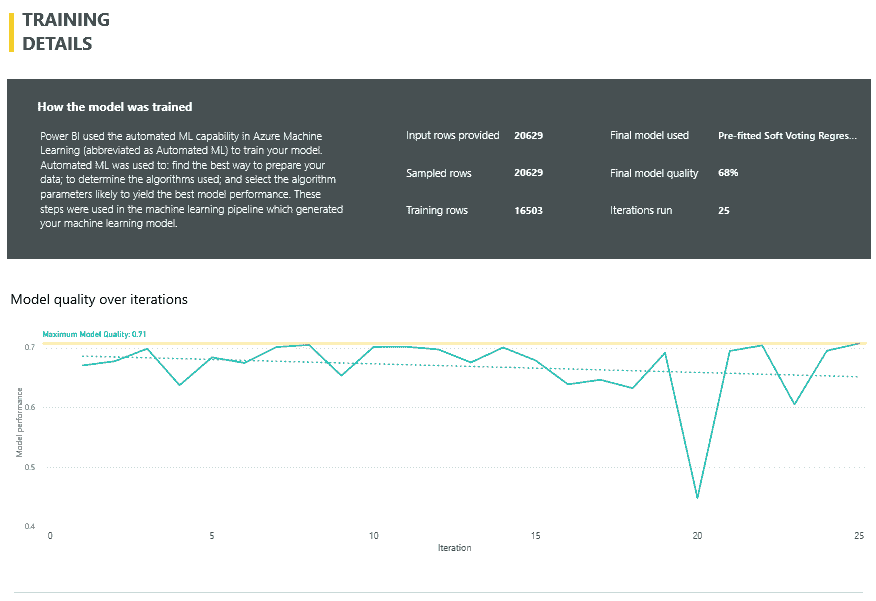 TRAINING
DETAILS
How the model was trained
Power BI used the automated ML capability in Azure Machine
Learning (abbreviated as Automated ML) to train your model.
Automated ML was used to: find the best way to prepare your
data; to determine the algorithms used; and select the algorithm
parameters likely to yield the best model performance. These
steps were used in the machine learning pipeline which generated
your machine learning model.
Input rows provided 20629
Sampled rows 20629
Training rows 16503
Final model used Pre-fitted Soft Voting Regres...
Final model quality 68%
Iterations run 25
Model quality over iterations
Maximum Model Quality: 0.71
Model performance
0.7
0.6
0.5
0.4
0 5 10 15 20 25
Iteration